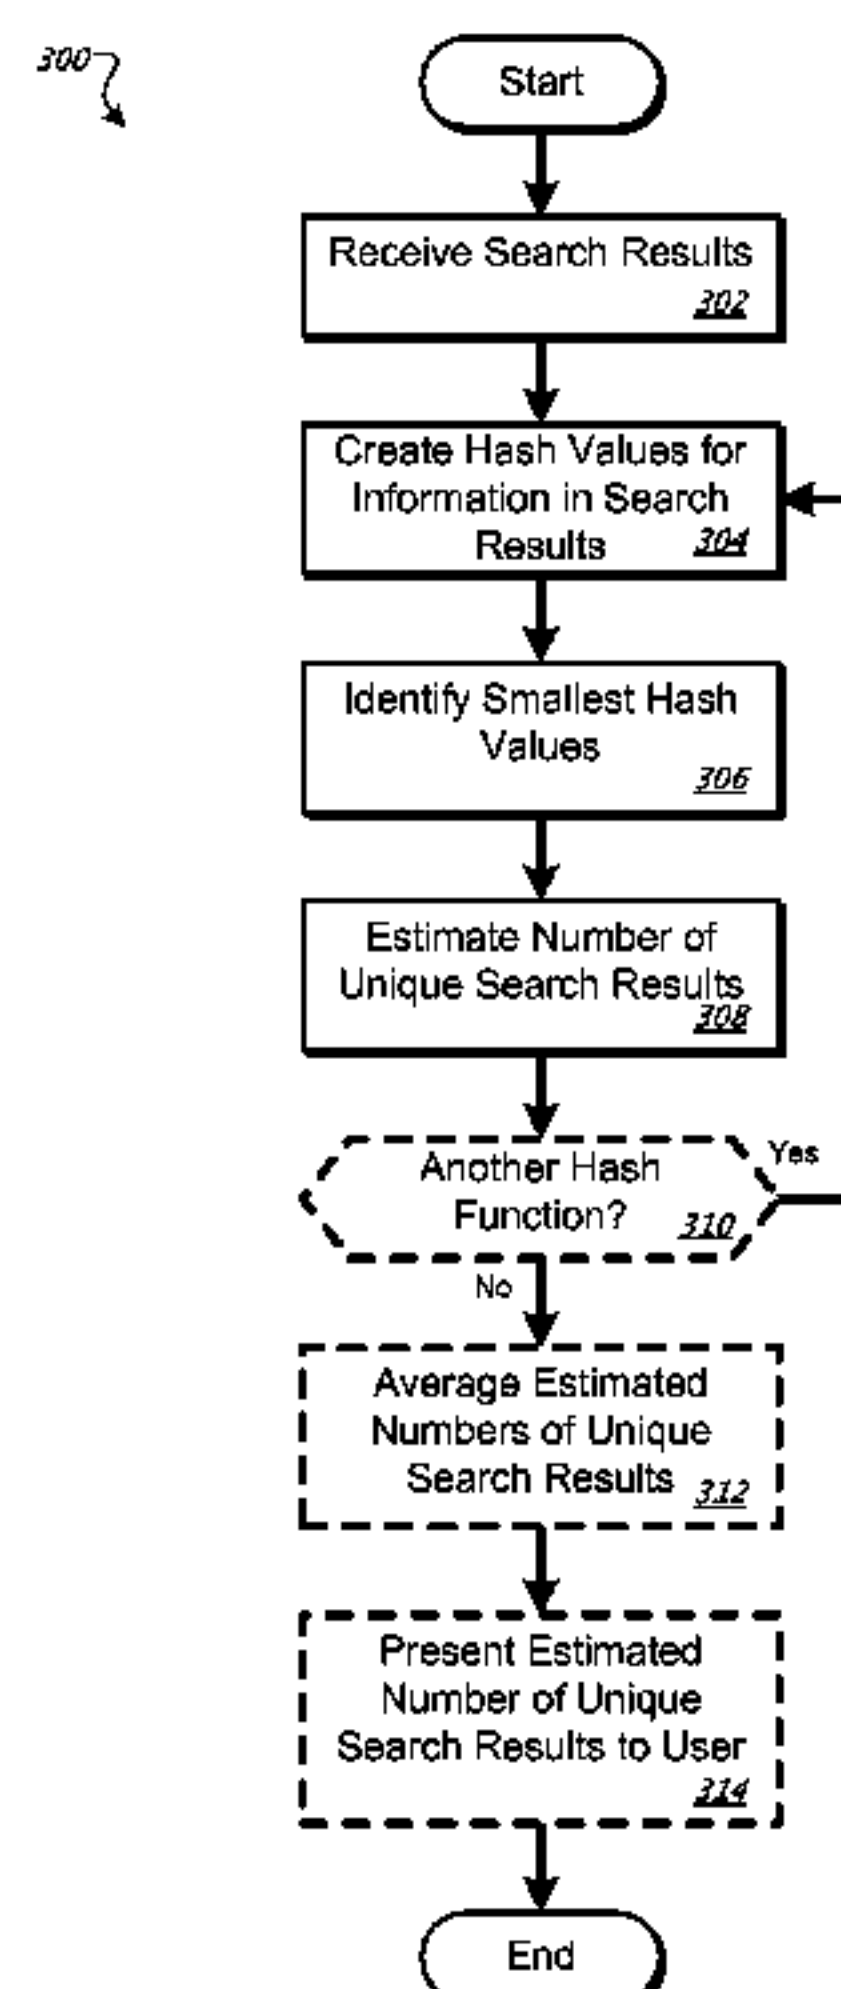 300
Start
Receive Search Results
302
Create Hash Values for
Information in Search
Results 304
Identify Smallest Hash
Values
306
Estimate Number of
Unique Search Results
308
Another Hash
Function? 310
Yes
No
Average Estimated
Numbers of Unique
Search Results 312
Present Estimated
Number of Unique
Search Results to User
314
End